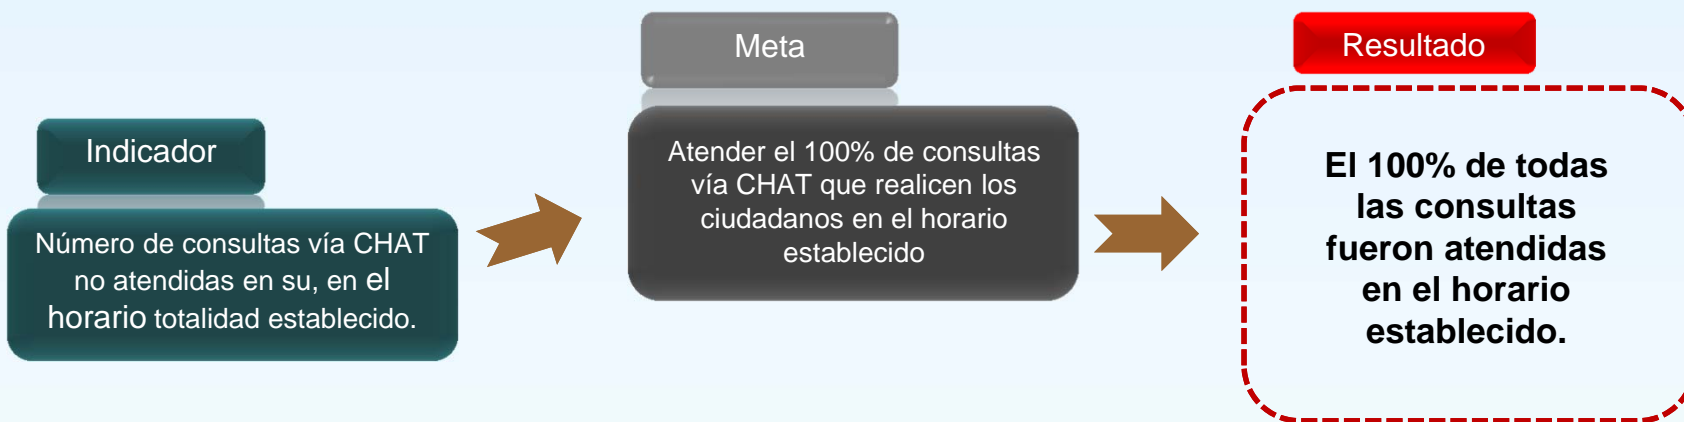 Indicador
Número de consultas vía CHAT
no atendidas en su, en el
horario totalidad establecido.
Meta
Atender el 100% de consultas
vía CHAT que realicen los
ciudadanos en el horario
establecido
Resultado
El 100% de todas
las consultas
fueron atendidas
en el horario
establecido.